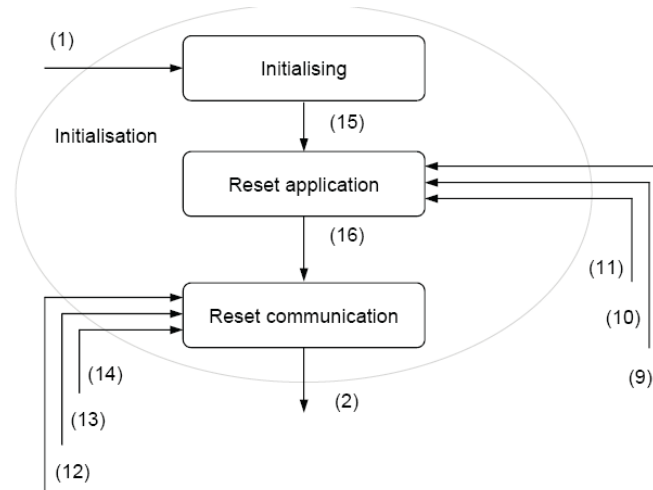 (1)
Initialising
(15)
Initialisation
Reset application
(16)
(11)
Reset communication
(10)
(14)
(9)
(2)
(13)
(12)